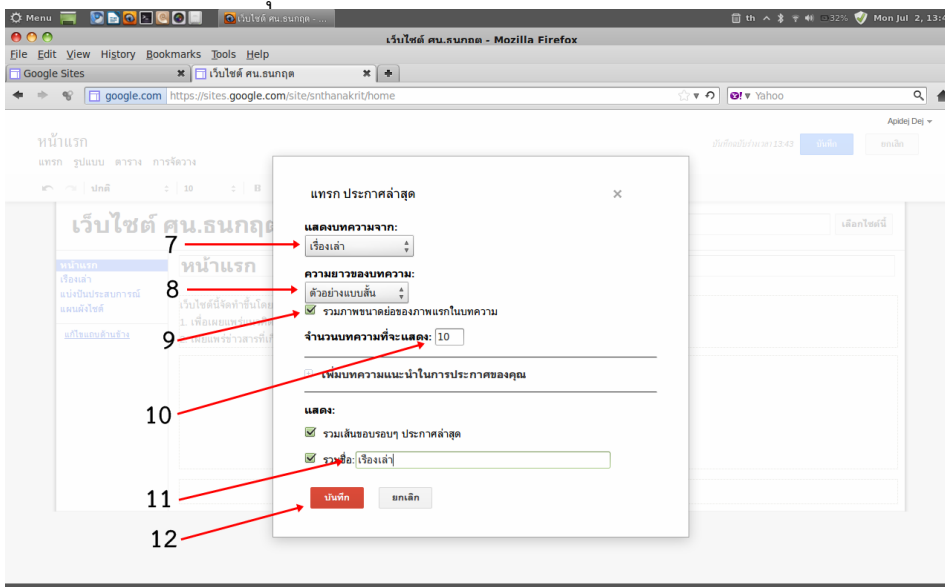 Menu เว็บไซต์ ศน.ธนกฤต - ... th 32% Mon Jul 2, 13:4
เว็บไซต์ ศน.ธนกฤต - Mozilla Firefox
File Edit View History Bookmarks Tools Help
Google Sites เว็บไซต์ ศน.ธนกฤต
google.com https://sites.google.com/site/snthanakrit/home Yahoo
Apidej Dej
หน้าแรก
บันทึก ยกเลิก
แทรก รูปแบบ ตาราง การจัดวาง
ปกติ 10 B
แทรก ประกาศล่าสุด
เว็บไซต์ ศน.ธนกฤต
เลือกไซต์นี้
แสดงบทความจาก:
7
เรื่องเล่า
หน้าแรก
หน้าแรก
เรื่องเล่า
แบ่งปันประสบการณ์
แผนผังไซต์
แก้ไขแถบด้านข้าง
เว็บไซต์นี้จัดทำขึ้นโดย
ความยาวของบทความ:
8
ตัวอย่างแบบสั้น
รวมภาพขนาดย่อของภาพแรกในบทความ
9
จำนวนบทความที่จะแสดง: 10
เพิ่มบทความแนะนำในประกาศของคุณ
10
แสดง:
รวมเส้นขอบรอบๆ ประกาศล่าสุด
รวมชื่อ: เรื่องเล่า
11
บันทึก ยกเลิก
12